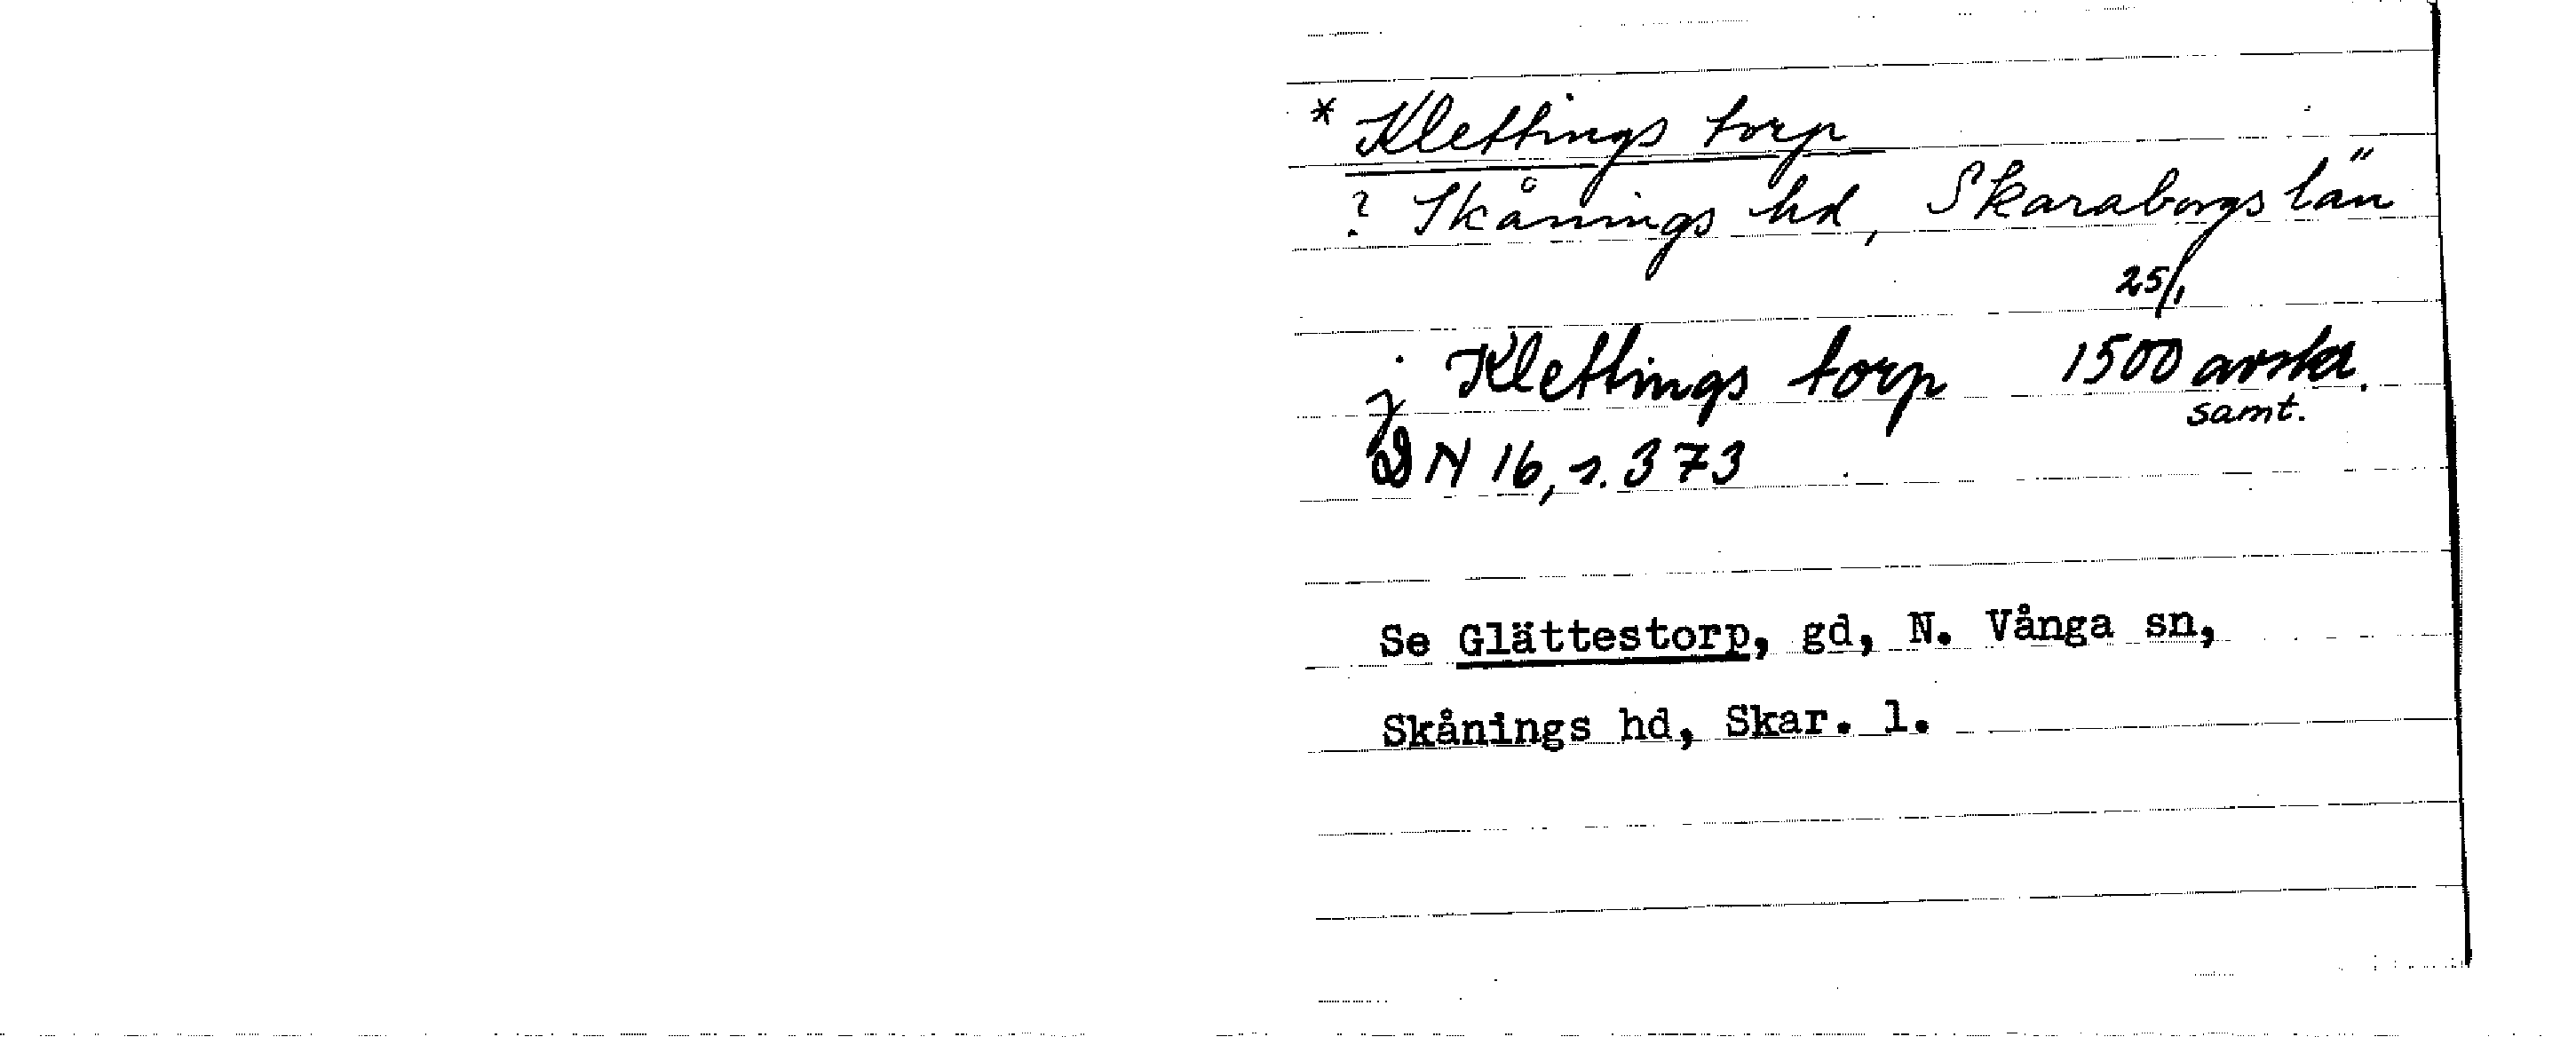 * Klettings torp
? Skånings hd, Skaraborgs län
25/1
j Klettings torp 1500 avskr.
samt.
DN 16, s. 373
Se Glättestorp, gd, N. Vånga sn,
Skånings hd, Skar. l.